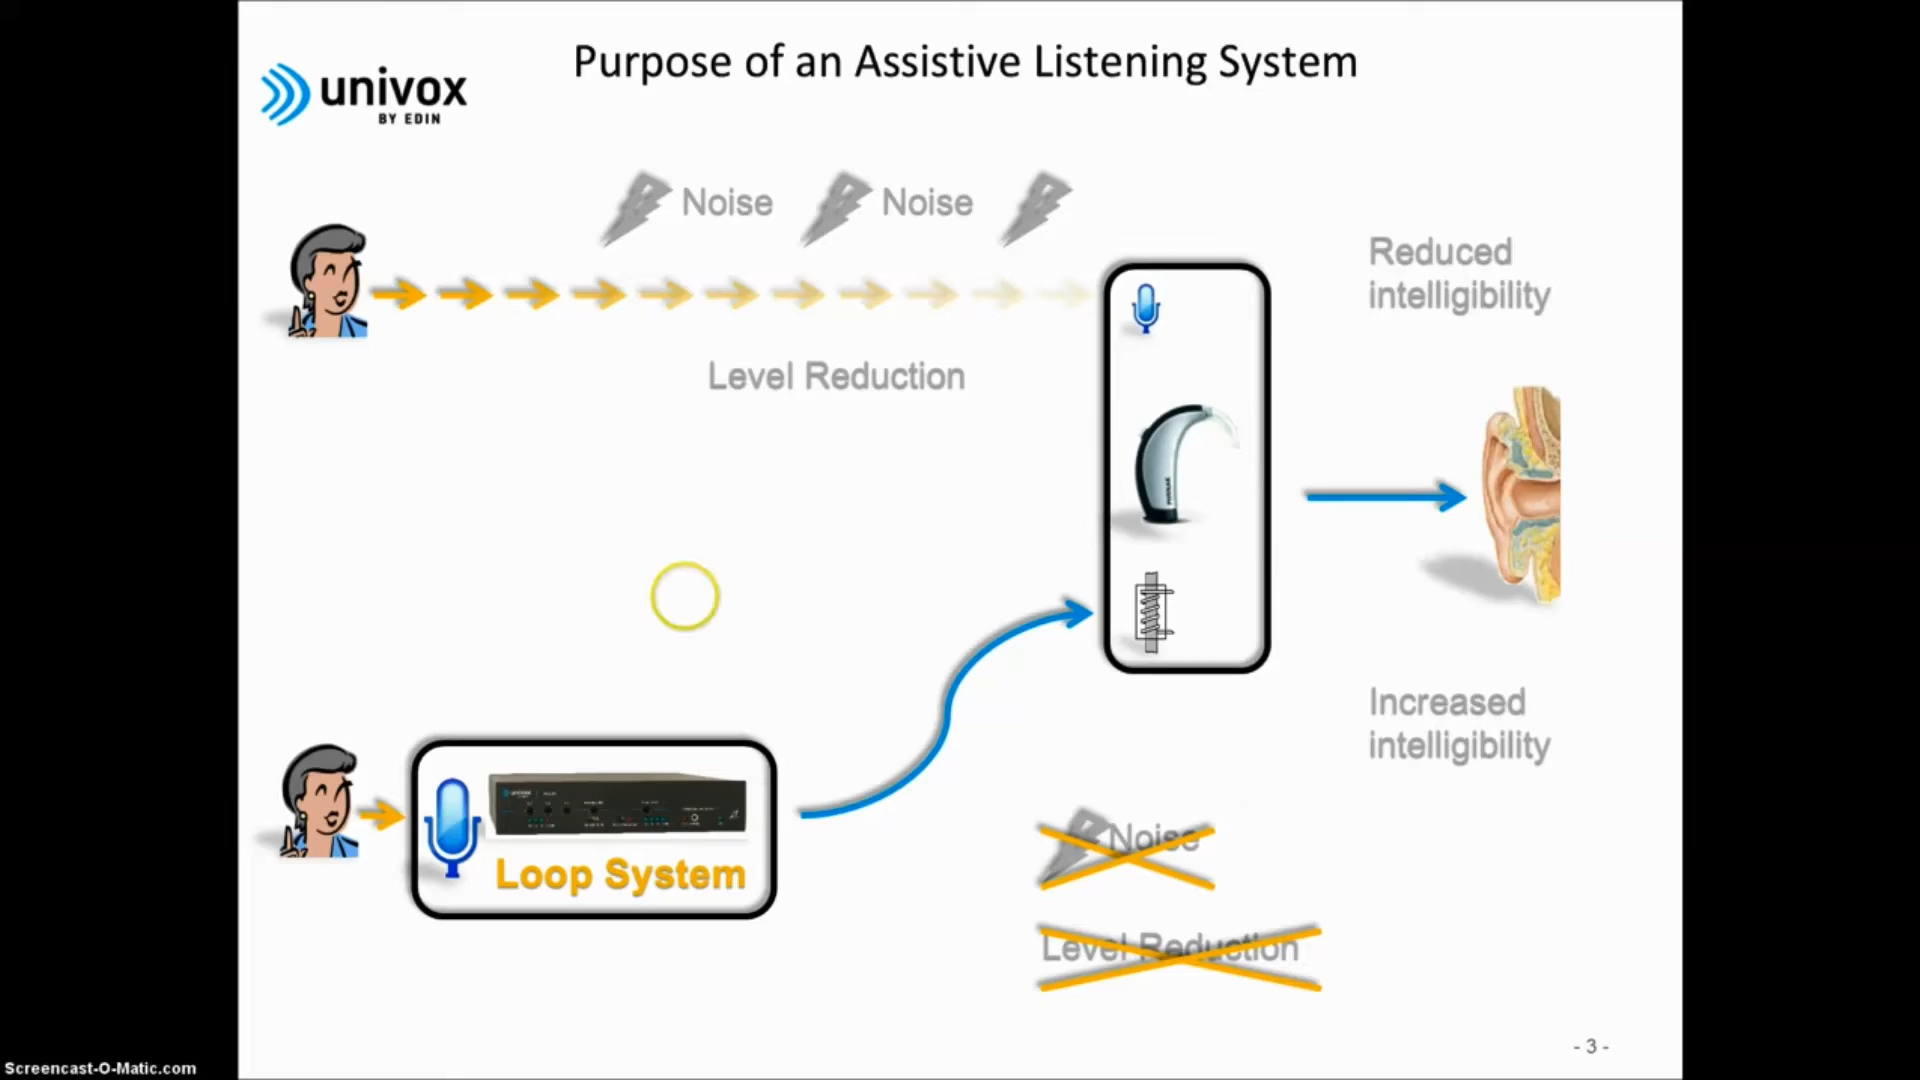 Purpose of an Assistive Listening System
univox
BY EDIN
Noise
Noise
Reduced
intelligibility
Level Reduction
Increased
intelligibility
univox
Loop System
Noise
Level Reduction
- 3 -
Screencast-O-Matic.com